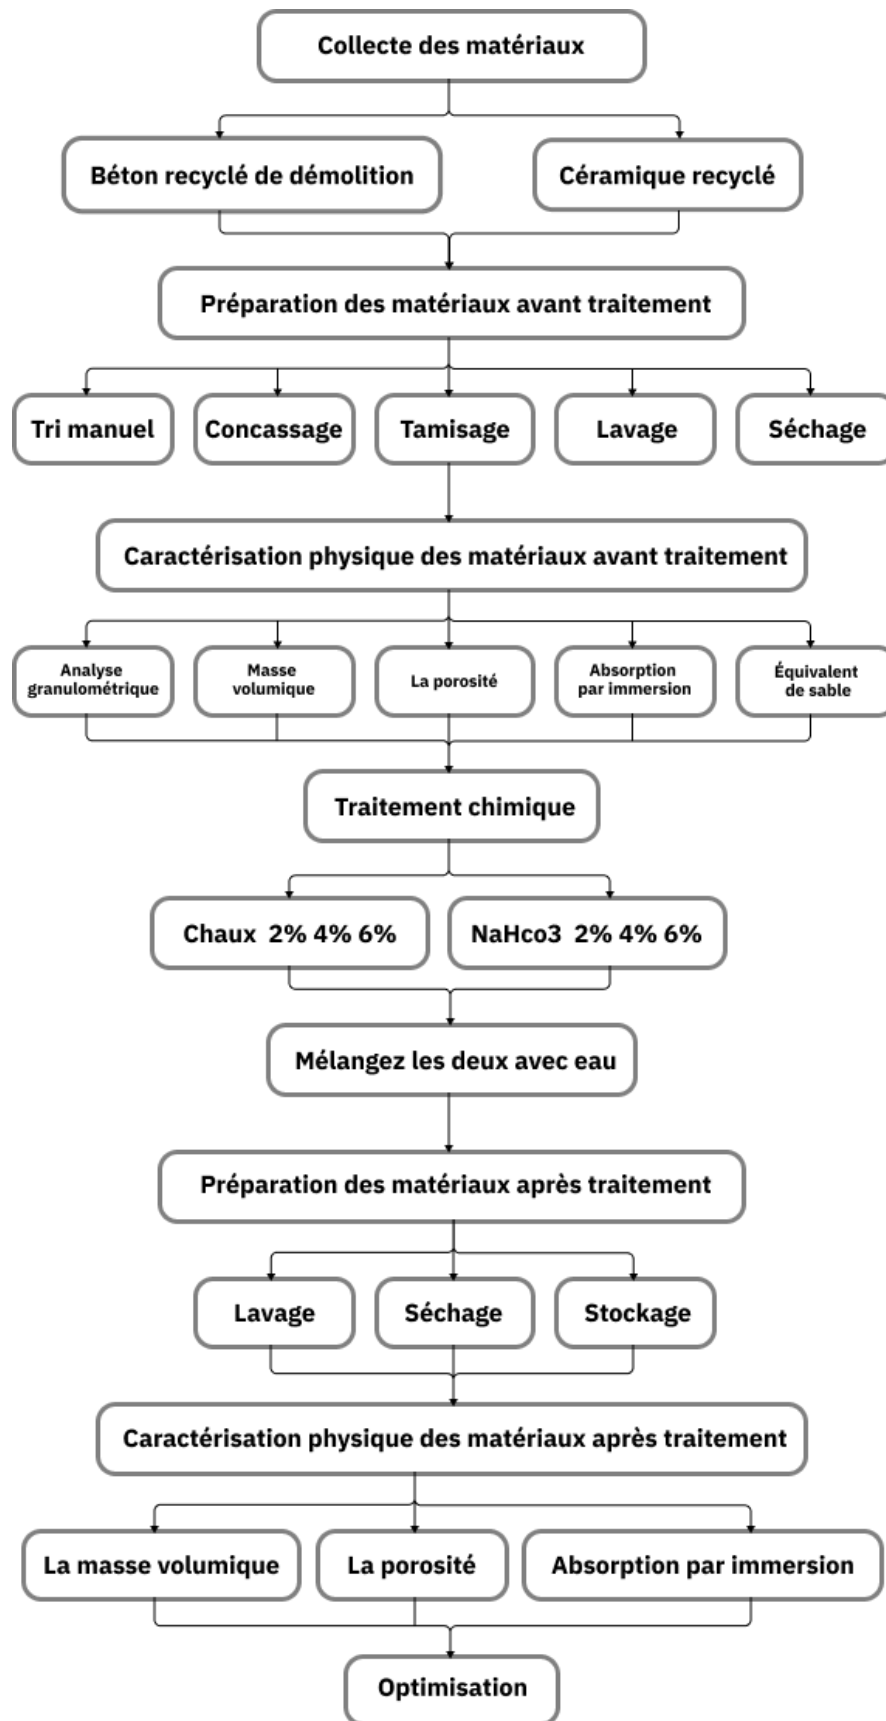 Collecte des matériaux
Béton recyclé de démolition
Céramique recyclé
Préparation des matériaux avant traitement
Tri manuel
Concassage
Tamisage
Lavage
Séchage
Caractérisation physique des matériaux avant traitement
Analyse
granulométrique
Masse
volumique
La porosité
Absorption
par immersion
Équivalent
de sable
Traitement chimique
Chaux 2% 4% 6%
NaHco3 2% 4% 6%
Mélangez les deux avec eau
Préparation des matériaux après traitement
Lavage
Séchage
Stockage
Caractérisation physique des matériaux après traitement
La masse volumique
La porosité
Absorption par immersion
Optimisation